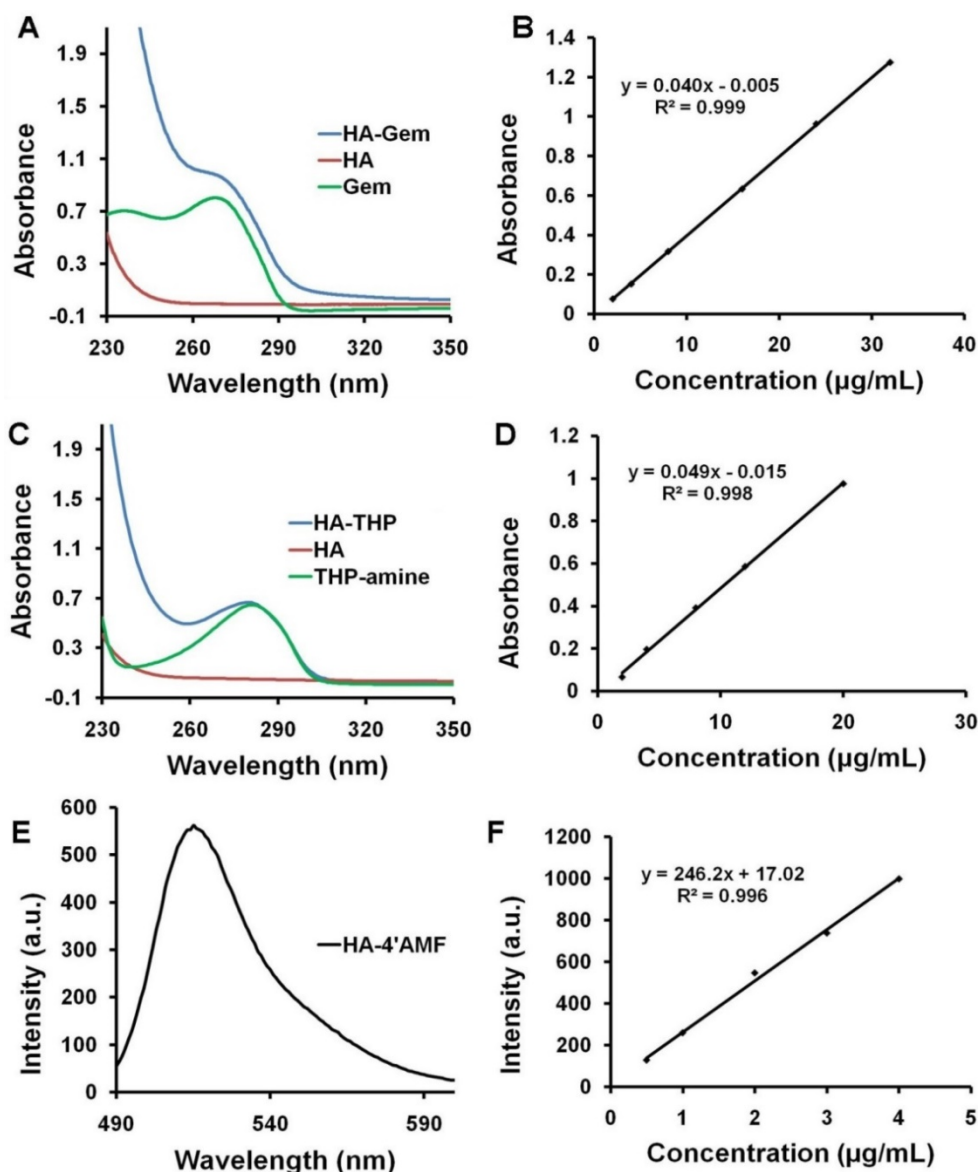 A
Absorbance
1.9
1.5
1.1
0.7
0.3
-0.1
230
260
290
320
350
Wavelength (nm)
HA-Gem
HA
Gem
B
Absorbance
1.4
1.2
1
0.8
0.6
0.4
0.2
0
0
10
20
30
40
Concentration (µg/mL)
y = 0.040x - 0.005
R² = 0.999
C
Absorbance
1.9
1.5
1.1
0.7
0.3
-0.1
230
260
290
320
350
Wavelength (nm)
HA-THP
HA
THP-amine
D
Absorbance
1.2
1
0.8
0.6
0.4
0.2
0
0
10
20
30
Concentration (µg/mL)
y = 0.049x - 0.015
R² = 0.998
E
Intensity (a.u.)
600
500
400
300
200
100
0
490
540
590
Wavelength (nm)
HA-4'AMF
F
Intensity (a.u.)
1200
1000
800
600
400
200
0
0
1
2
3
4
5
Concentration (µg/mL)
y = 246.2x + 17.02
R² = 0.996